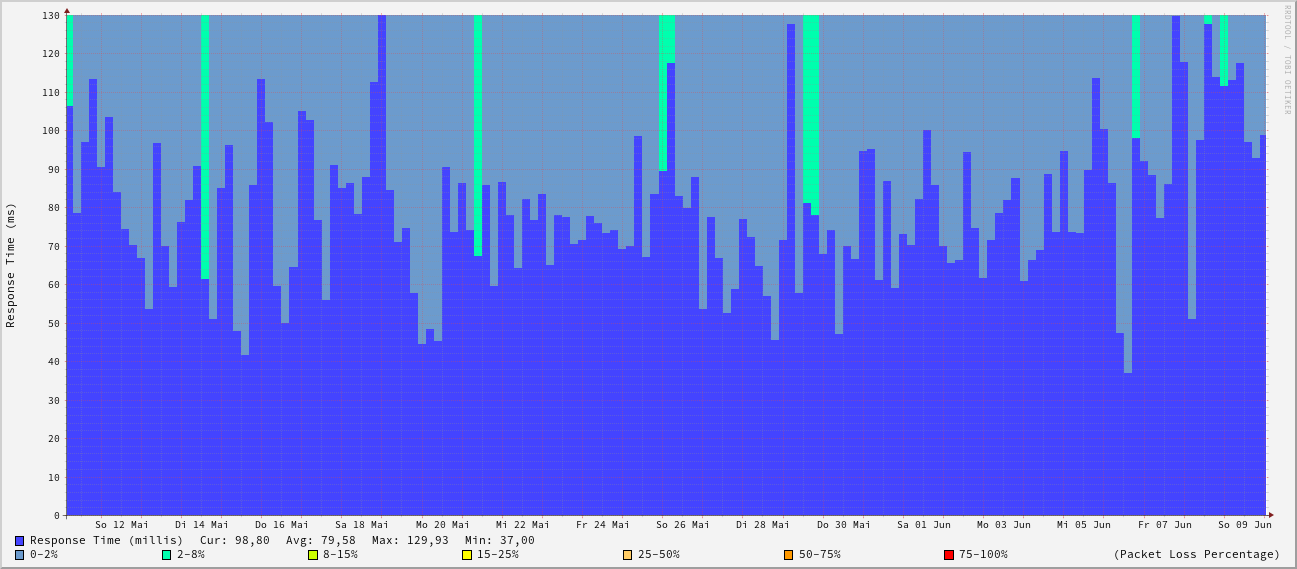 RRDTOOL / TOBI OETIKER
Response Time (ms)
130
120
110
100
90
80
70
60
50
40
30
20
10
0
So 12 Mai Di 14 Mai Do 16 Mai Sa 18 Mai Mo 20 Mai Mi 22 Mai Fr 24 Mai So 26 Mai Di 28 Mai Do 30 Mai Sa 01 Jun Mo 03 Jun Mi 05 Jun Fr 07 Jun So 09 Jun
Response Time (millis) Cur: 98,80 Avg: 79,58 Max: 129,93 Min: 37,00
0-2% 2-8% 8-15% 15-25% 25-50% 50-75% 75-100% (Packet Loss Percentage)